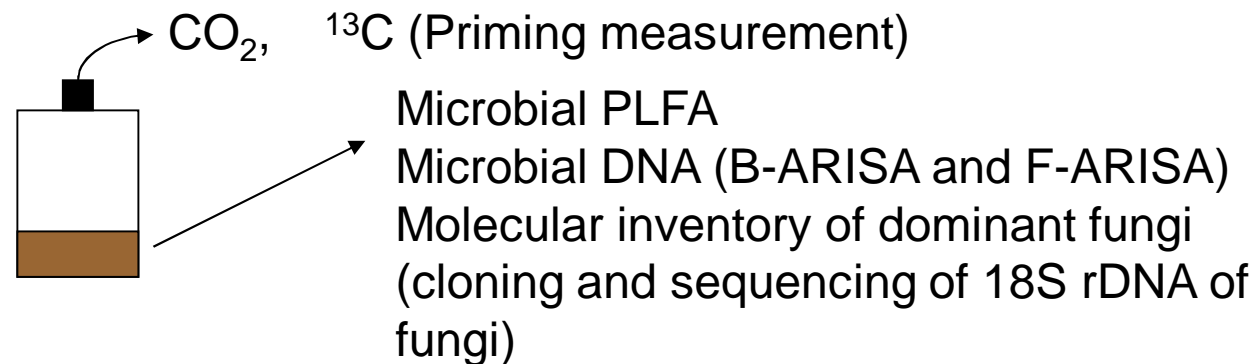 CO₂, ¹³C (Priming measurement)
Microbial PLFA
Microbial DNA (B-ARISA and F-ARISA)
Molecular inventory of dominant fungi
(cloning and sequencing of 18S rDNA of
fungi)